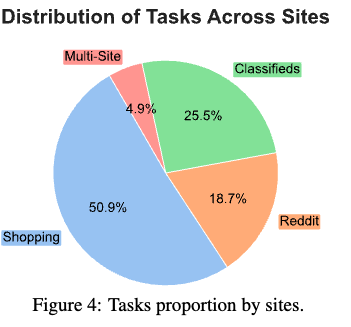 Distribution of Tasks Across Sites
Multi-Site
Classifieds
4.9%
25.5%
50.9%
18.7%
Reddit
Shopping
Figure 4: Tasks proportion by sites.